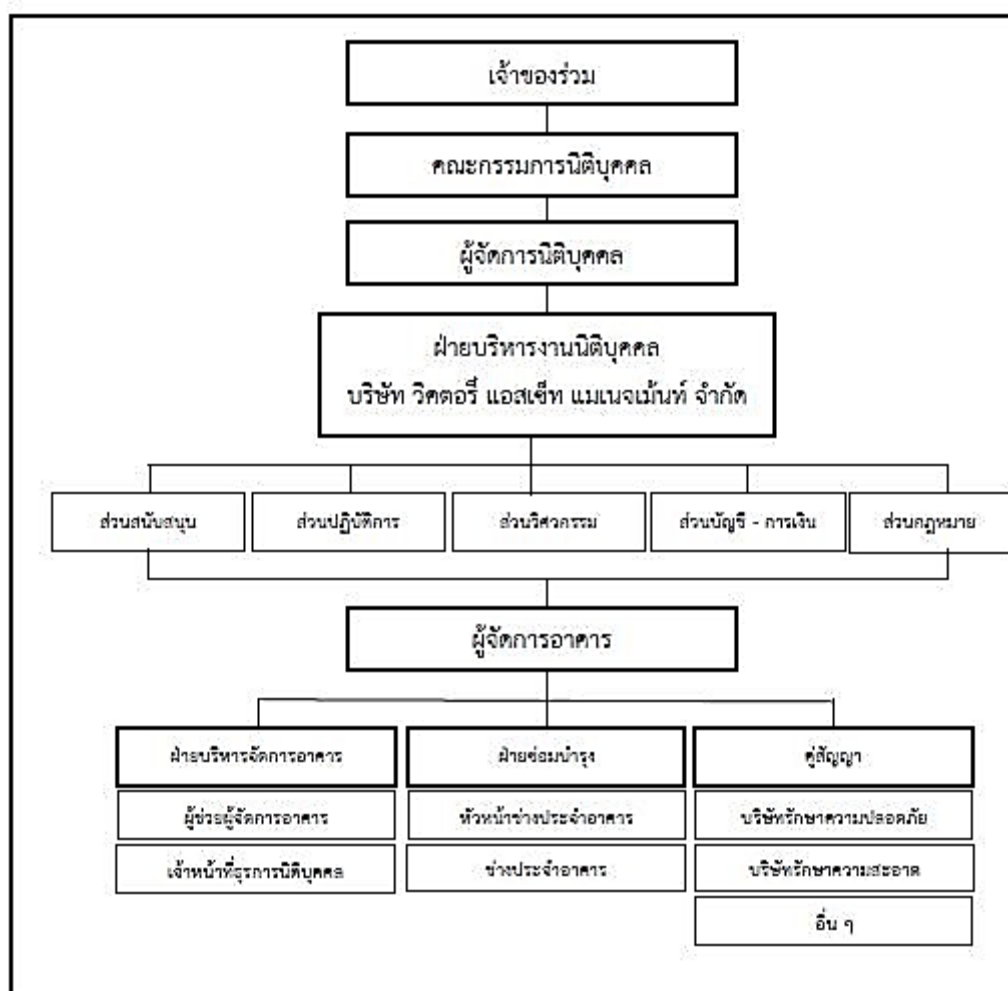 เจ้าของร่วม
คณะกรรมการนิติบุคคล
ผู้จัดการนิติบุคคล
ฝ่ายบริหารงานนิติบุคคล
บริษัท วิคตอรี่ แอสเซ็ท แมเนจเม้นท์ จำกัด
ส่วนสนับสนุน
ส่วนปฏิบัติการ
ส่วนวิศวกรรม
ส่วนบัญชี - การเงิน
ส่วนกฎหมาย
ผู้จัดการอาคาร
ฝ่ายบริหารจัดการอาคาร
ฝ่ายซ่อมบำรุง
คู่สัญญา
ผู้ช่วยผู้จัดการอาคาร
หัวหน้าช่างประจำอาคาร
บริษัทรักษาความปลอดภัย
เจ้าหน้าที่ธุรการนิติบุคคล
ช่างประจำอาคาร
บริษัทรักษาความสะอาด
อื่น ๆ